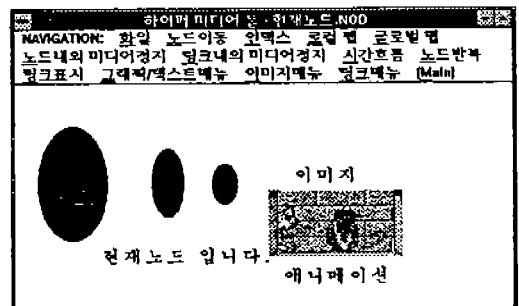 하이퍼미디어 뷰 - 현재노드.N00
NAVIGATION: 화일 노드이동 인덱스 로컬 맵 글로벌 맵
노드내의 미디어정지 링크내의 미디어정지 시간흐름 노드반복
링크표시 그래픽/텍스트메뉴 이미지메뉴 링크메뉴 (Main)
이미지
현재노드 입니다.
애니메이션